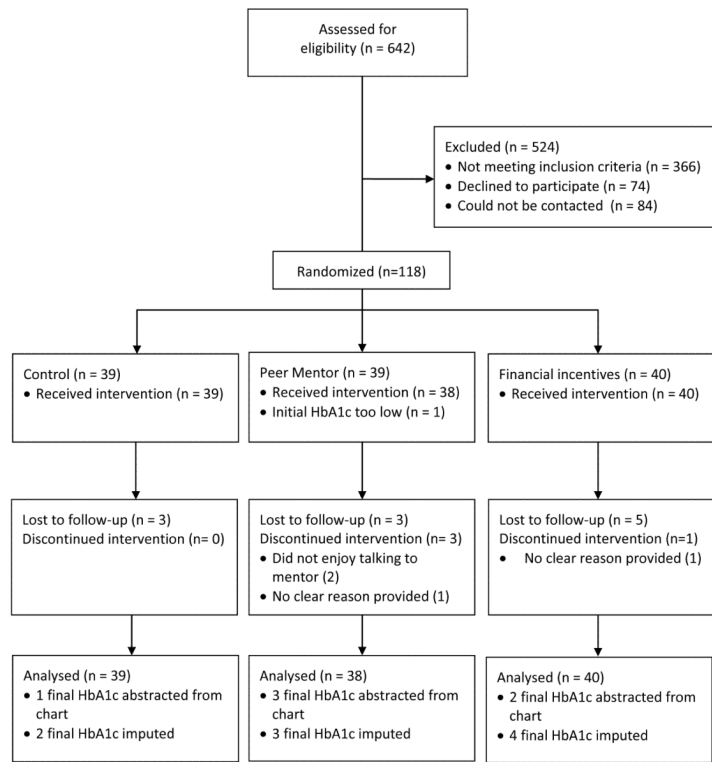 Assessed for
eligibility (n = 642)
Excluded (n = 524)
• Not meeting inclusion criteria (n = 366)
• Declined to participate (n = 74)
• Could not be contacted (n = 84)
Randomized (n=118)
Control (n = 39)
• Received intervention (n = 39)
Peer Mentor (n = 39)
• Received intervention (n = 38)
• Initial HbA1c too low (n = 1)
Financial incentives (n = 40)
• Received intervention (n = 40)
Lost to follow-up (n = 3)
Discontinued intervention (n= 0)
Lost to follow-up (n = 3)
Discontinued intervention (n= 3)
• Did not enjoy talking to
mentor (2)
• No clear reason provided (1)
Lost to follow-up (n = 5)
Discontinued intervention (n=1)
• No clear reason provided (1)
Analysed (n = 39)
• 1 final HbA1c abstracted from
chart
• 2 final HbA1c imputed
Analysed (n = 38)
• 3 final HbA1c abstracted from
chart
• 3 final HbA1c imputed
Analysed (n = 40)
• 2 final HbA1c abstracted from
chart
• 4 final HbA1c imputed